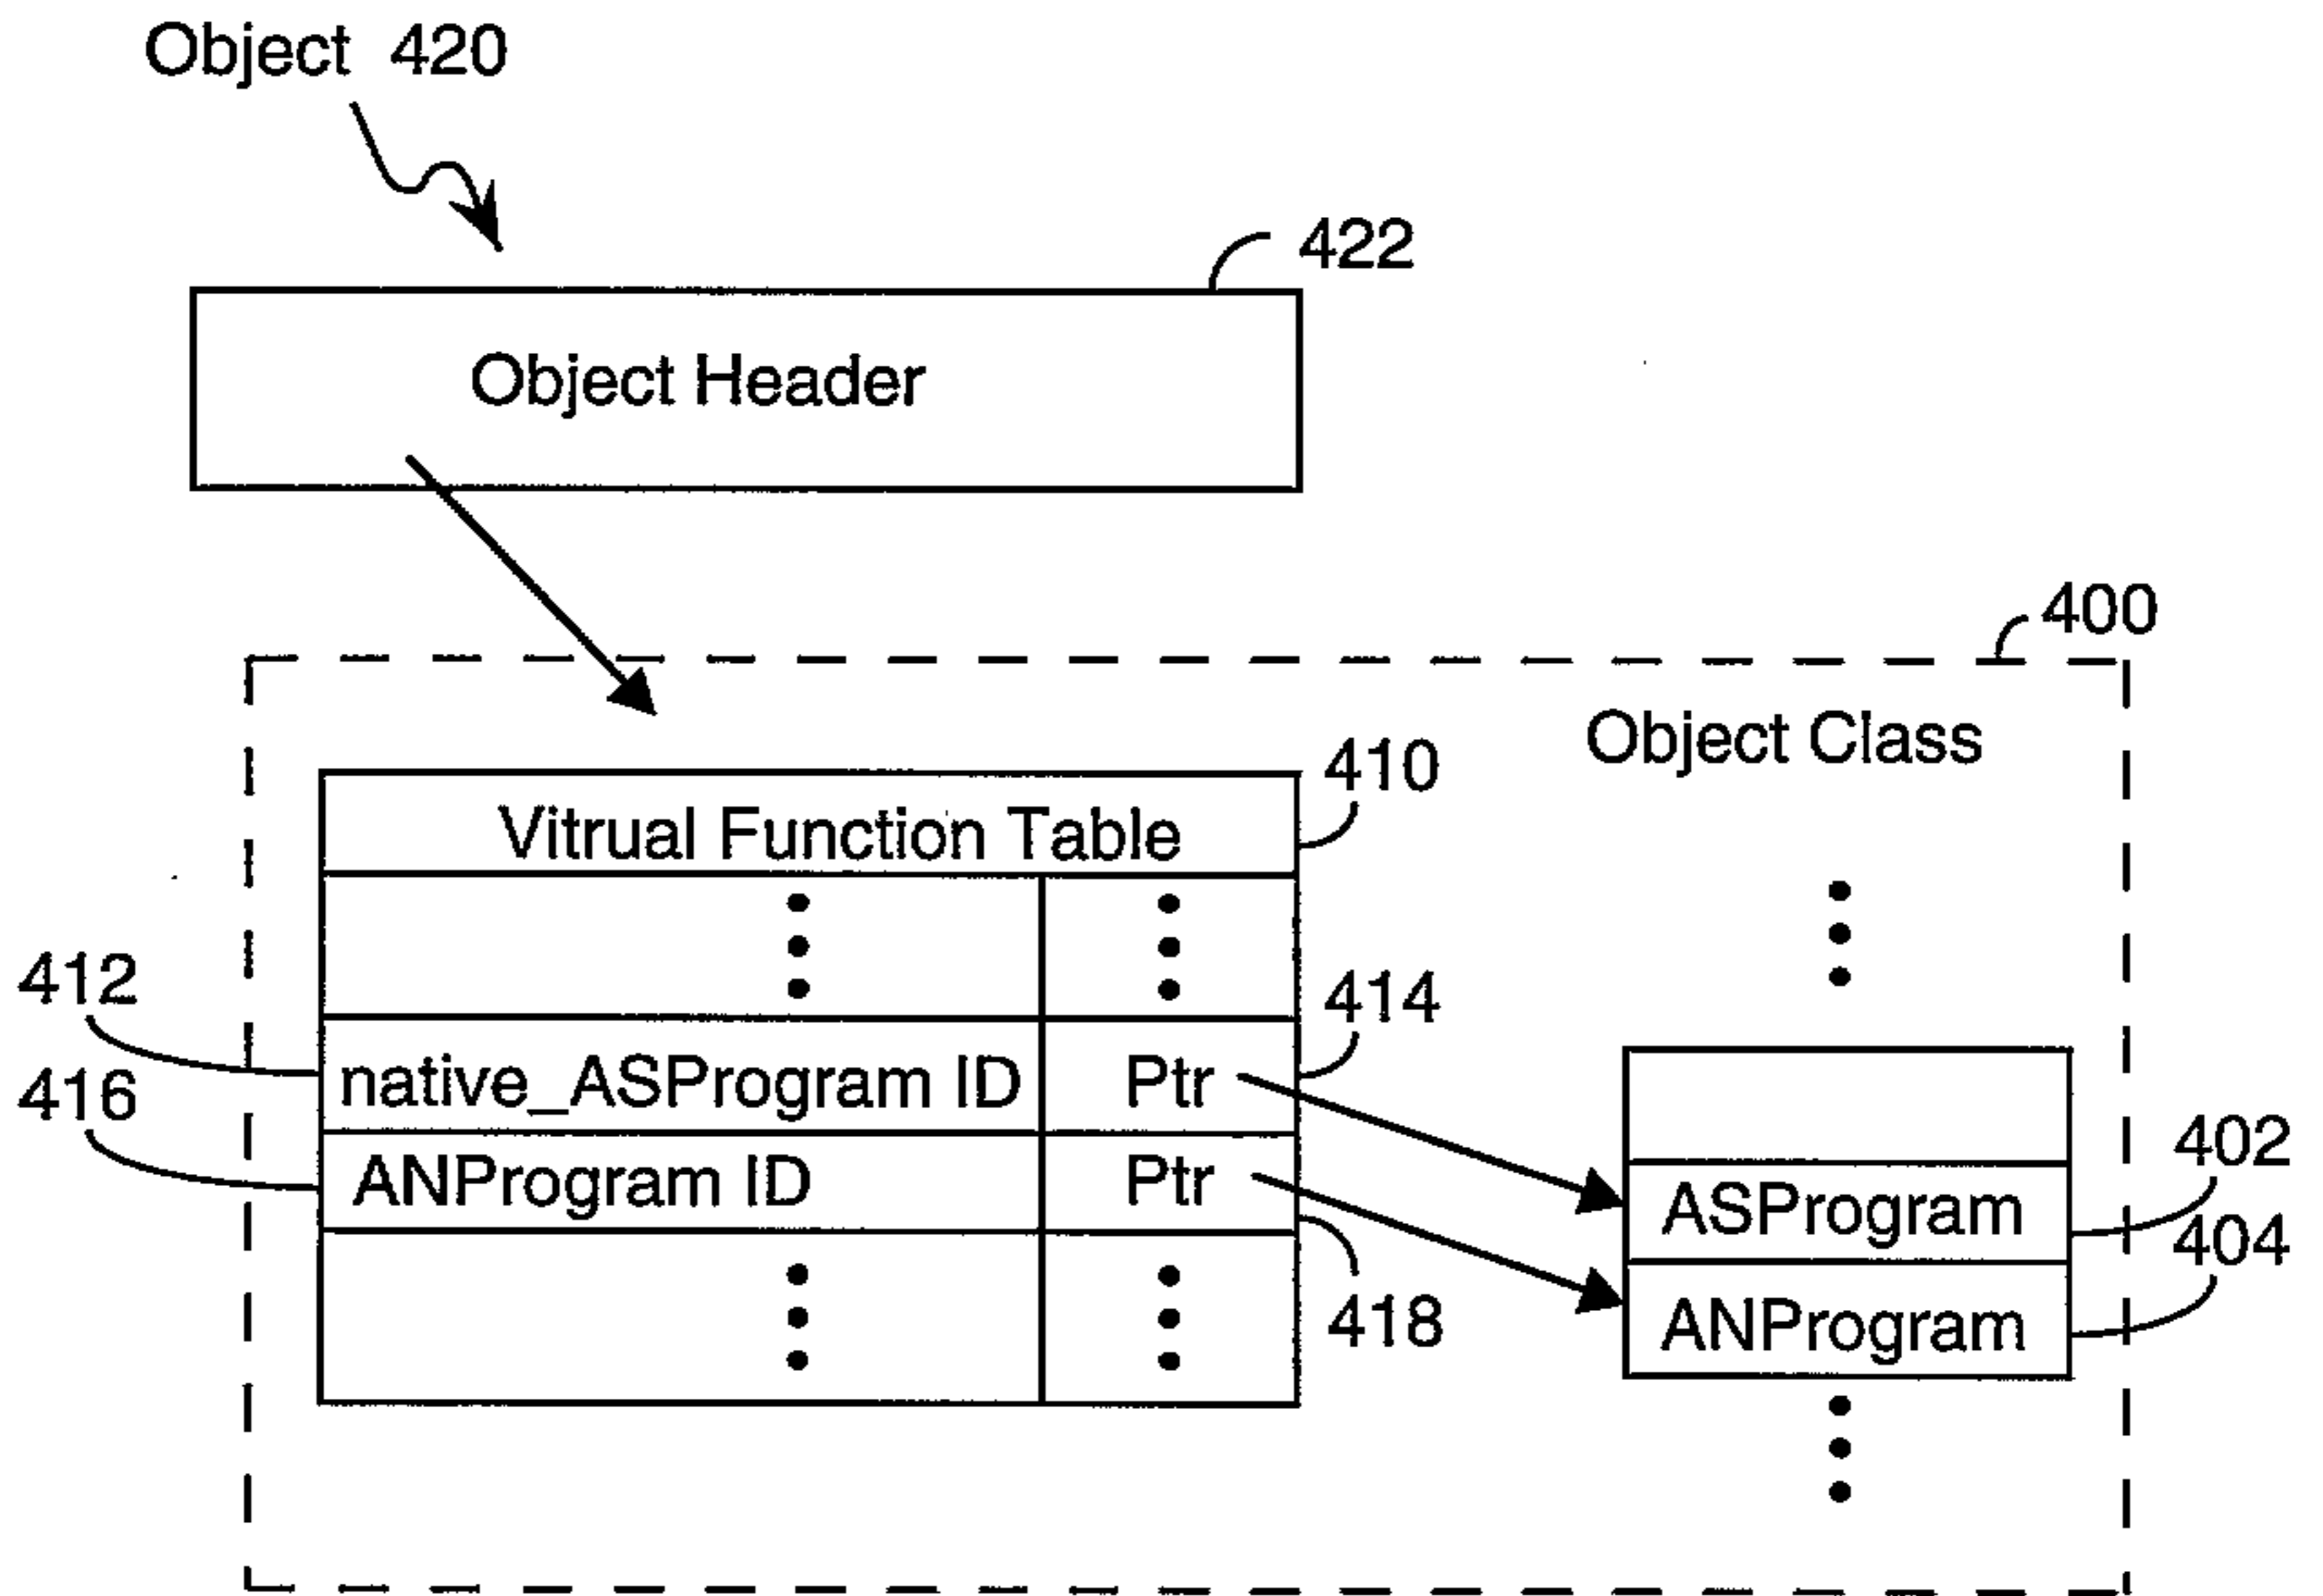 Object 420
422
Object Header
400
Object Class
410
Vitrual Function Table
412
414
native_ASProgram ID Ptr
416
402
ANProgram ID Ptr
ASProgram
404
418
ANProgram